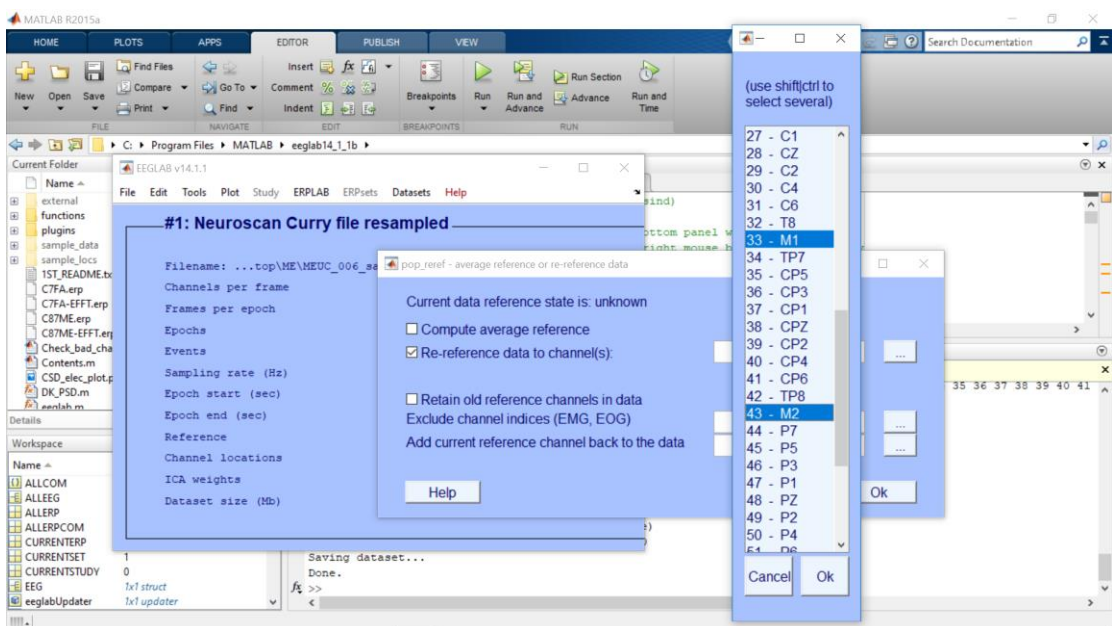 MATLAB R2015a
HOME PLOTS APPS EDITOR PUBLISH VIEW
Search Documentation
New Open Save
Find Files
Compare
Print
Go To
Find
Insert
Comment
Indent
Breakpoints
Run
Run and Advance
Run Section
Advance
Run and Time
FILE NAVIGATE EDIT BREAKPOINTS RUN
C: Program Files MATLAB eeglab14_1_1b
Current Folder
Name
external
functions
plugins
sample_data
sample_locs
1ST_README.tx
C7FA.erp
C7FA-EFFT.erp
C87ME.erp
C87ME-EFFT.erp
Check_bad_cha
Contents.m
CSD_elec_plot.p
DK_PSD.m
eeglab.m
Details
Workspace
Name
ALLCOM
ALLEEG
ALLERP
ALLERPCOM
CURRENTERP
CURRENTSET 1
CURRENTSTUDY 0
EEG 1x1 struct
eeglabUpdater 1x1 updater
EEGLAB v14.1.1
File Edit Tools Plot Study ERPLAB ERPsets Datasets Help
#1: Neuroscan Curry file resampled
Filename: ...top\ME\MEUC_006_sa
Channels per frame
Frames per epoch
Epochs
Events
Sampling rate (Hz)
Epoch start (sec)
Epoch end (sec)
Reference
Channel locations
ICA weights
Dataset size (Mb)
sind)
ottom panel w
right mouse b
35 36 37 38 39 40 41
Saving dataset...
Done.
fx >>
pop_reref - average reference or re-reference data
Current data reference state is: unknown
Compute average reference
Re-reference data to channel(s): ...
Retain old reference channels in data
Exclude channel indices (EMG, EOG) ...
Add current reference channel back to the data ...
Help Ok
(use shift|ctrl to
select several)
27 - C1
28 - CZ
29 - C2
30 - C4
31 - C6
32 - T8
33 - M1
34 - TP7
35 - CP5
36 - CP3
37 - CP1
38 - CPZ
39 - CP2
40 - CP4
41 - CP6
42 - TP8
43 - M2
44 - P7
45 - P5
46 - P3
47 - P1
48 - PZ
49 - P2
50 - P4
51 - P6
Cancel Ok